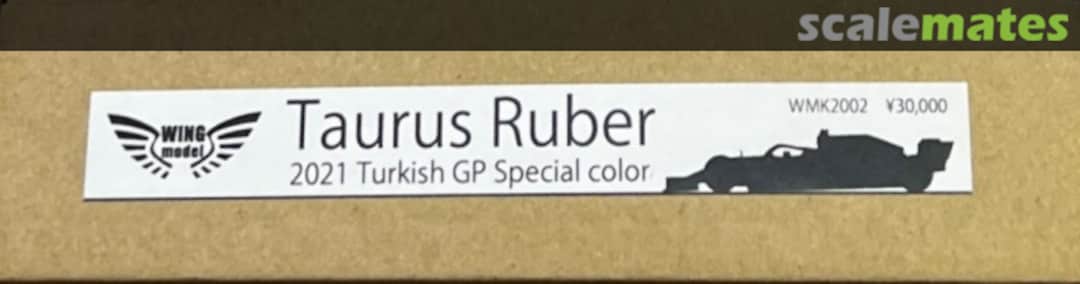 scalemates
WING
model
Taurus Ruber
2021 Turkish GP Special color
WMK2002 ¥30,000